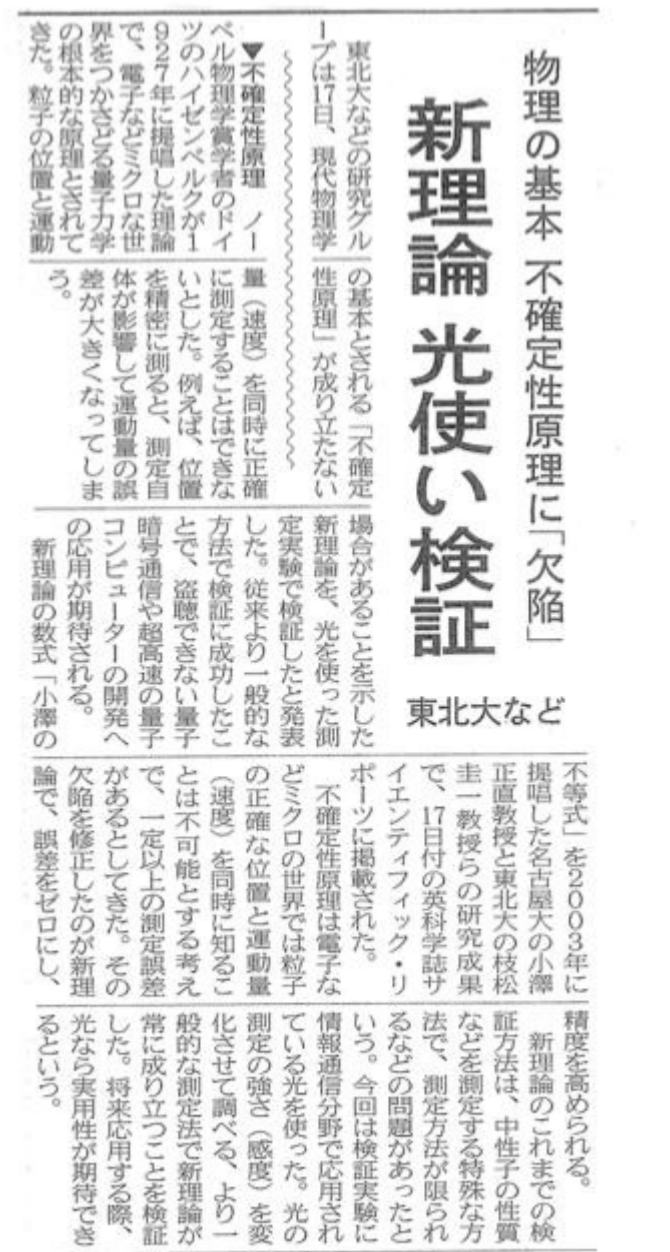 物理の基本 不確定性原理に「欠陥」
新理論 光使い検証
東北大など
東北大などの研究グル
ープは17日、現代物理学
の基本とされる「不確定
性原理」が成り立たない
場合があることを示した
新理論を、光を使った測
定実験で検証したと発表
した。従来より一般的な
方法で検証に成功したこ
とで、盗聴できない量子
暗号通信や超高速の量子
コンピューターの開発へ
の応用が期待される。
新理論の数式「小澤の
不等式」を2003年に
提唱した名古屋大の小澤
正直教授と東北大の枝松
圭一教授らの研究成果
で、17日付の英科学誌サ
イエンティフィック・リ
ポーツに掲載された。
不確定性原理は電子な
どミクロの世界では粒子
の正確な位置と運動量
（速度）を同時に知るこ
とは不可能とする考え
で、一定以上の測定誤差
があるとしてきた。その
欠陥を修正したのが新理
論で、誤差をゼロにし、
精度を高められる。
新理論のこれまでの検
証方法は、中性子の性質
などを測定する特殊な方
法で、測定方法が限られ
るなどの問題があったと
いう。今回は検証実験に
情報通信分野で応用され
ている光を使った。光の
測定の強さ（感度）を変
化させて調べる、より一
般的な測定法で新理論が
常に成り立つことを検証
した。将来応用する際、
光なら実用性が期待でき
るという。
▼不確定性原理　ノー
ベル物理学賞学者のドイ
ツのハイゼンベルクが1
927年に提唱した理論
で、電子などミクロな世
界をつかさどる量子力学
の根本的な原理とされて
きた。粒子の位置と運動
量（速度）を同時に正確
に測定することはできな
いとした。例えば、位置
を精密に測ると、測定自
体が影響して運動量の誤
差が大きくなってしま
う。